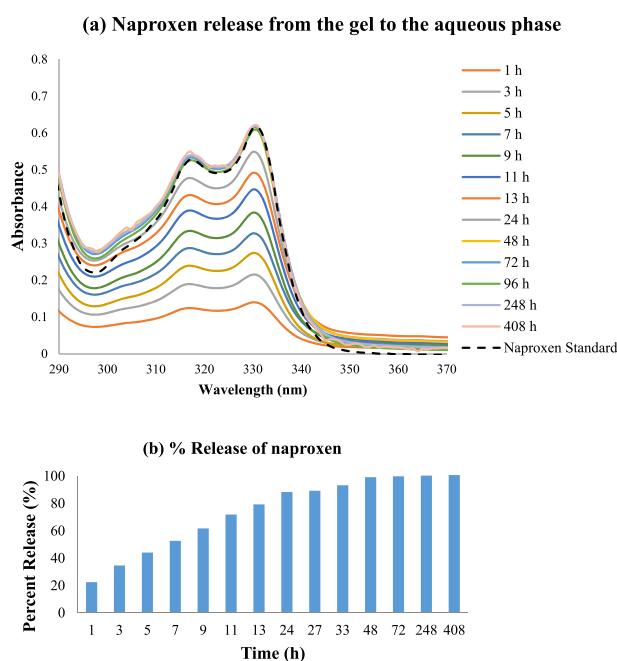 (a) Naproxen release from the gel to the aqueous phase
0.8
0.7
0.6
0.5
0.4
0.3
0.2
0.1
0
Absorbance
290 300 310 320 330 340 350 360 370
Wavelength (nm)
1 h
3 h
5 h
7 h
9 h
11 h
13 h
24 h
48 h
72 h
96 h
248 h
408 h
Naproxen Standard
(b) % Release of naproxen
100
80
60
40
20
0
Percent Release (%)
1 3 5 7 9 11 13 24 27 33 48 72 248 408
Time (h)